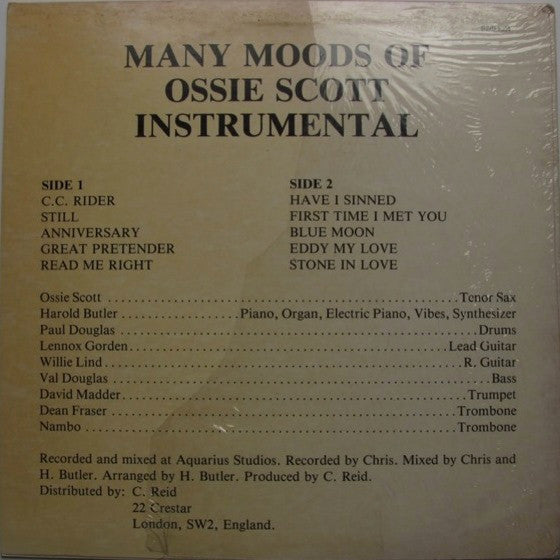 MANY MOODS OF
OSSIE SCOTT
INSTRUMENTAL
SIDE 1
C.C. RIDER
STILL
ANNIVERSARY
GREAT PRETENDER
READ ME RIGHT
SIDE 2
HAVE I SINNED
FIRST TIME I MET YOU
BLUE MOON
EDDY MY LOVE
STONE IN LOVE
Ossie Scott ........ Tenor Sax
Harold Butler ........ Piano, Organ, Electric Piano, Vibes, Synthesizer
Paul Douglas ........ Drums
Lennox Gorden ........ Lead Guitar
Willie Lind ........ R. Guitar
Val Douglas ........ Bass
David Madder ........ Trumpet
Dean Fraser ........ Trombone
Nambo ........ Trombone
Recorded and mixed at Aquarius Studios. Recorded by Chris. Mixed by Chris and
H. Butler. Arranged by H. Butler. Produced by C. Reid.
Distributed by: C. Reid
22 Crestar
London, SW2, England.